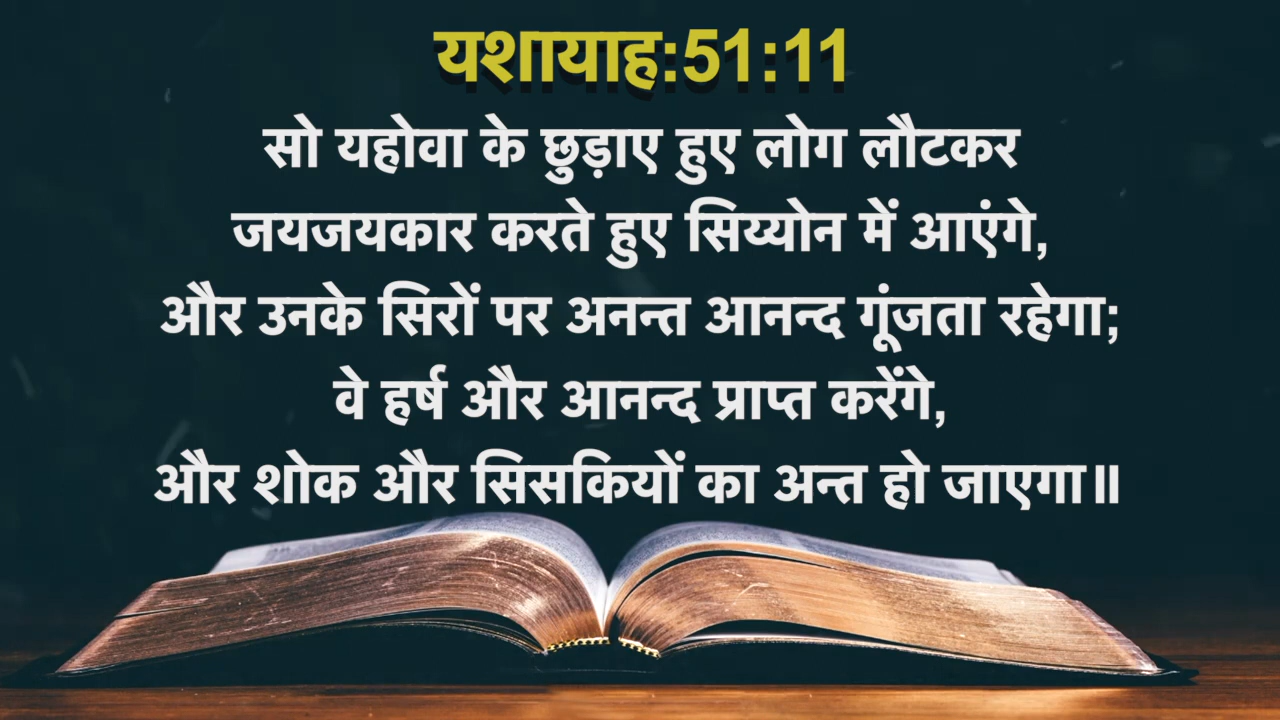 यशायाह:51:11
सो यहोवा के छुड़ाए हुए लोग लौटकर
जयजयकार करते हुए सिय्योन में आएंगे,
और उनके सिरों पर अनन्त आनन्द गूंजता रहेगा;
वे हर्ष और आनन्द प्राप्त करेंगे,
और शोक और सिसकियों का अन्त हो जाएगा॥